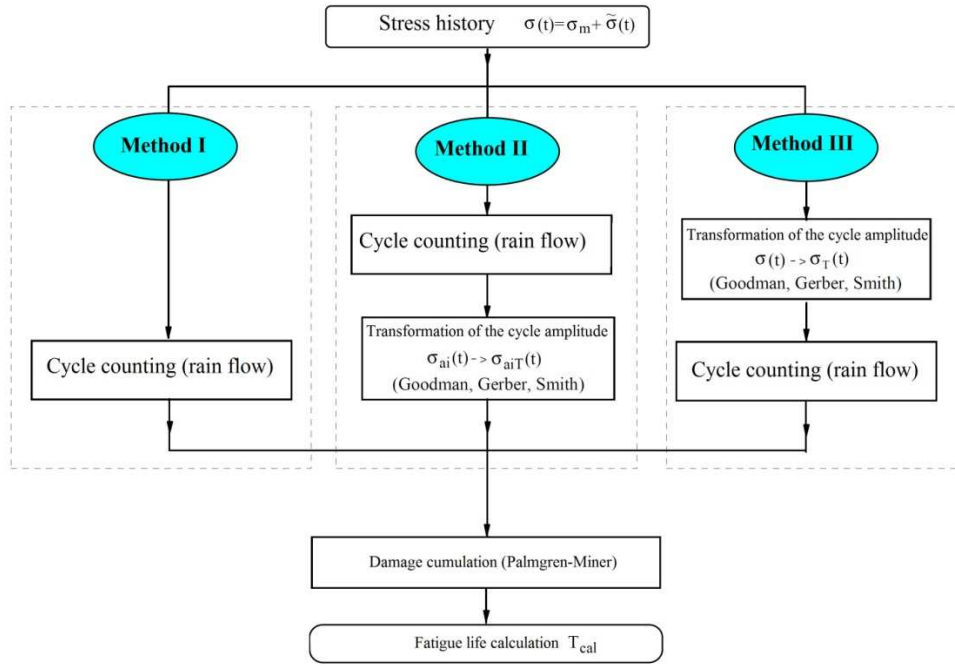 Stress history σ(t)=σm+ σ̃(t)
Method I
Method II
Method III
Cycle counting (rain flow)
Transformation of the cycle amplitude
σ(t) -> σT(t)
(Goodman, Gerber, Smith)
Transformation of the cycle amplitude
σai(t)-> σaiT(t)
(Goodman, Gerber, Smith)
Cycle counting (rain flow)
Cycle counting (rain flow)
Damage cumulation (Palmgren-Miner)
Fatigue life calculation Tcal